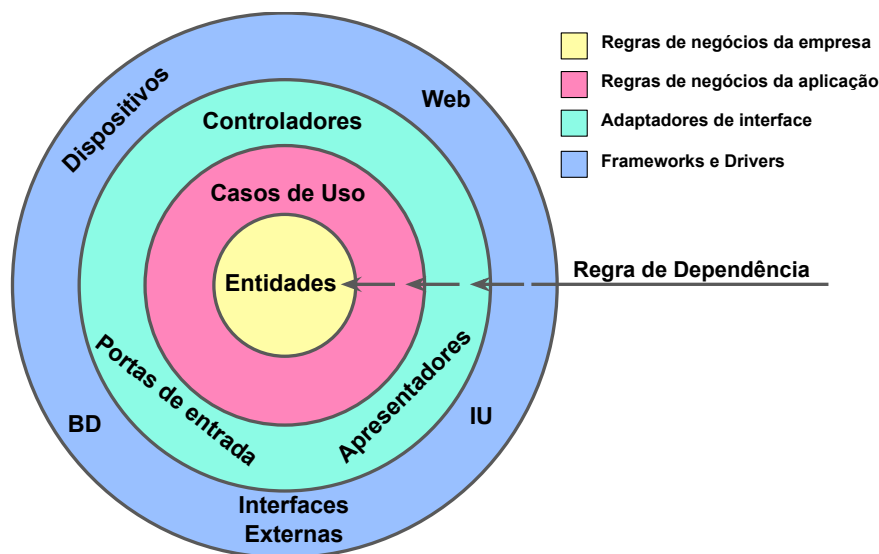 Regras de negócios da empresa
Regras de negócios da aplicação
Adaptadores de interface
Frameworks e Drivers
Dispositivos
Web
Controladores
Casos de Uso
Entidades
Regra de Dependência
Portas de entrada
Apresentadores
BD
IU
Interfaces
Externas